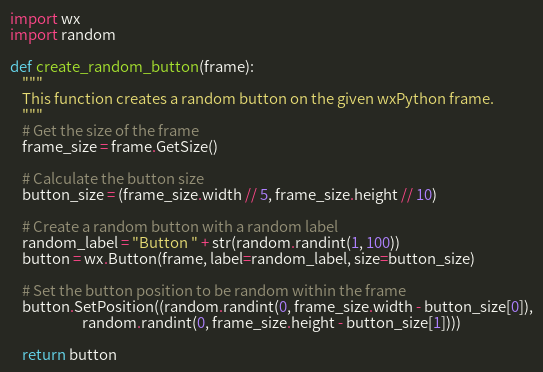 import wx
import random

def create_random_button(frame):
    """
    This function creates a random button on the given wxPython frame.
    """
    # Get the size of the frame
    frame_size = frame.GetSize()

    # Calculate the button size
    button_size = (frame_size.width // 5, frame_size.height // 10)

    # Create a random button with a random label
    random_label = "Button " + str(random.randint(1, 100))
    button = wx.Button(frame, label=random_label, size=button_size)

    # Set the button position to be random within the frame
    button.SetPosition((random.randint(0, frame_size.width - button_size[0]),
                        random.randint(0, frame_size.height - button_size[1])))

    return button